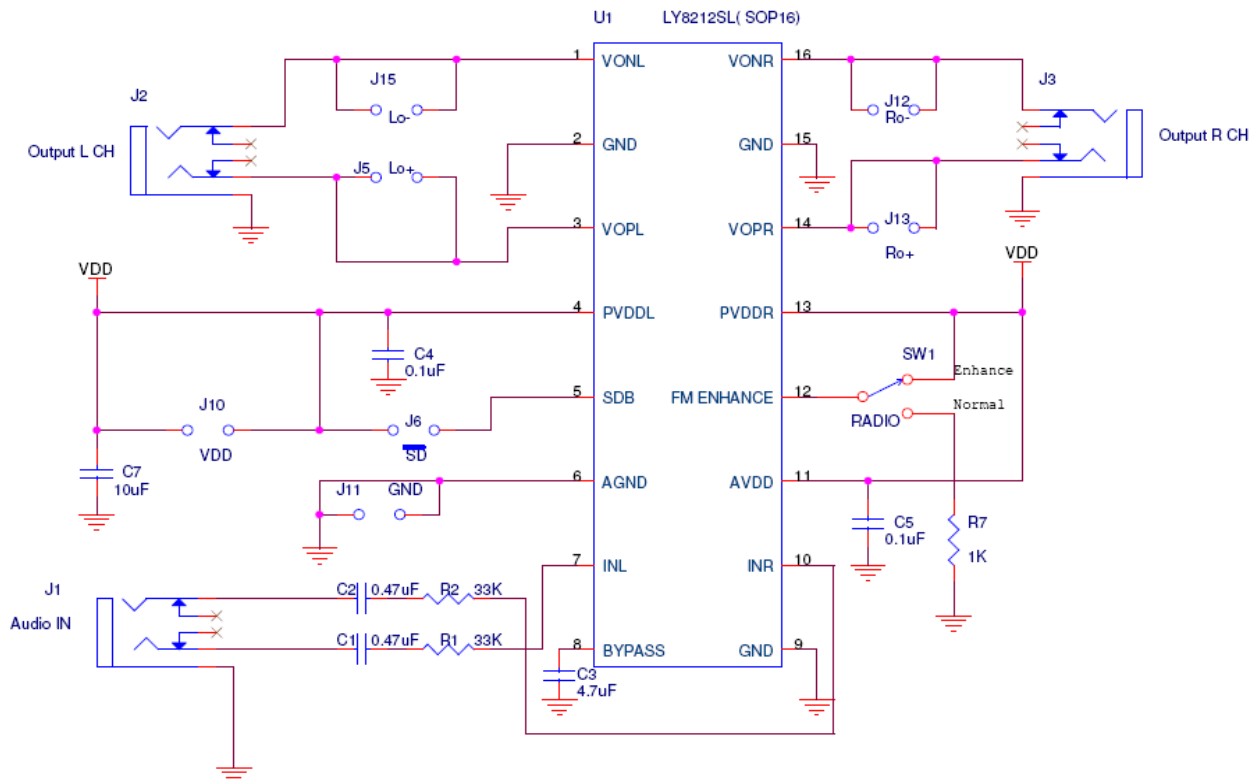 U1 LY8212SL( SOP16)
1 VONL VONR 16
J15
Lo-
J12
Ro-
J2
J3
Output L CH
Output R CH
2 GND GND 15
J5 Lo+
3 VOPL VOPR 14
J13
Ro+
VDD
VDD
4 PVDDL PVDDR 13
C4
0.1uF
SW1
Enhance
5 SDB FM ENHANCE 12
Normal
RADIO
J10
VDD
J6
SD
C7
10uF
6 AGND AVDD 11
J11 GND
C5
0.1uF
R7
1K
7 INL INR 10
J1
Audio IN
C2 0.47uF R2 33K
C1 0.47uF R1 33K
8 BYPASS GND 9
C3
4.7uF